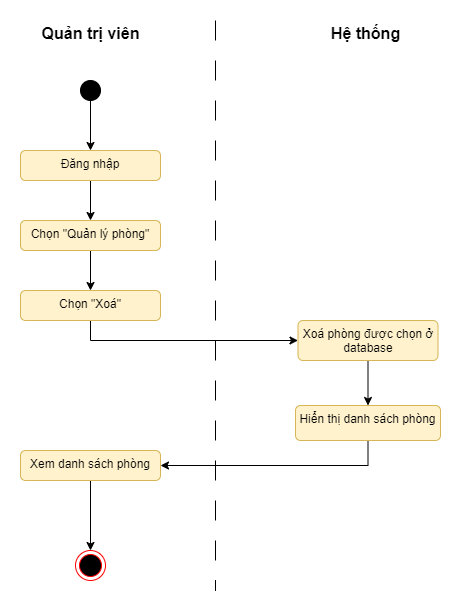 Quản trị viên
Hệ thống
Đăng nhập
Chọn "Quản lý phòng"
Chọn "Xoá"
Xoá phòng được chọn ở
database
Hiển thị danh sách phòng
Xem danh sách phòng